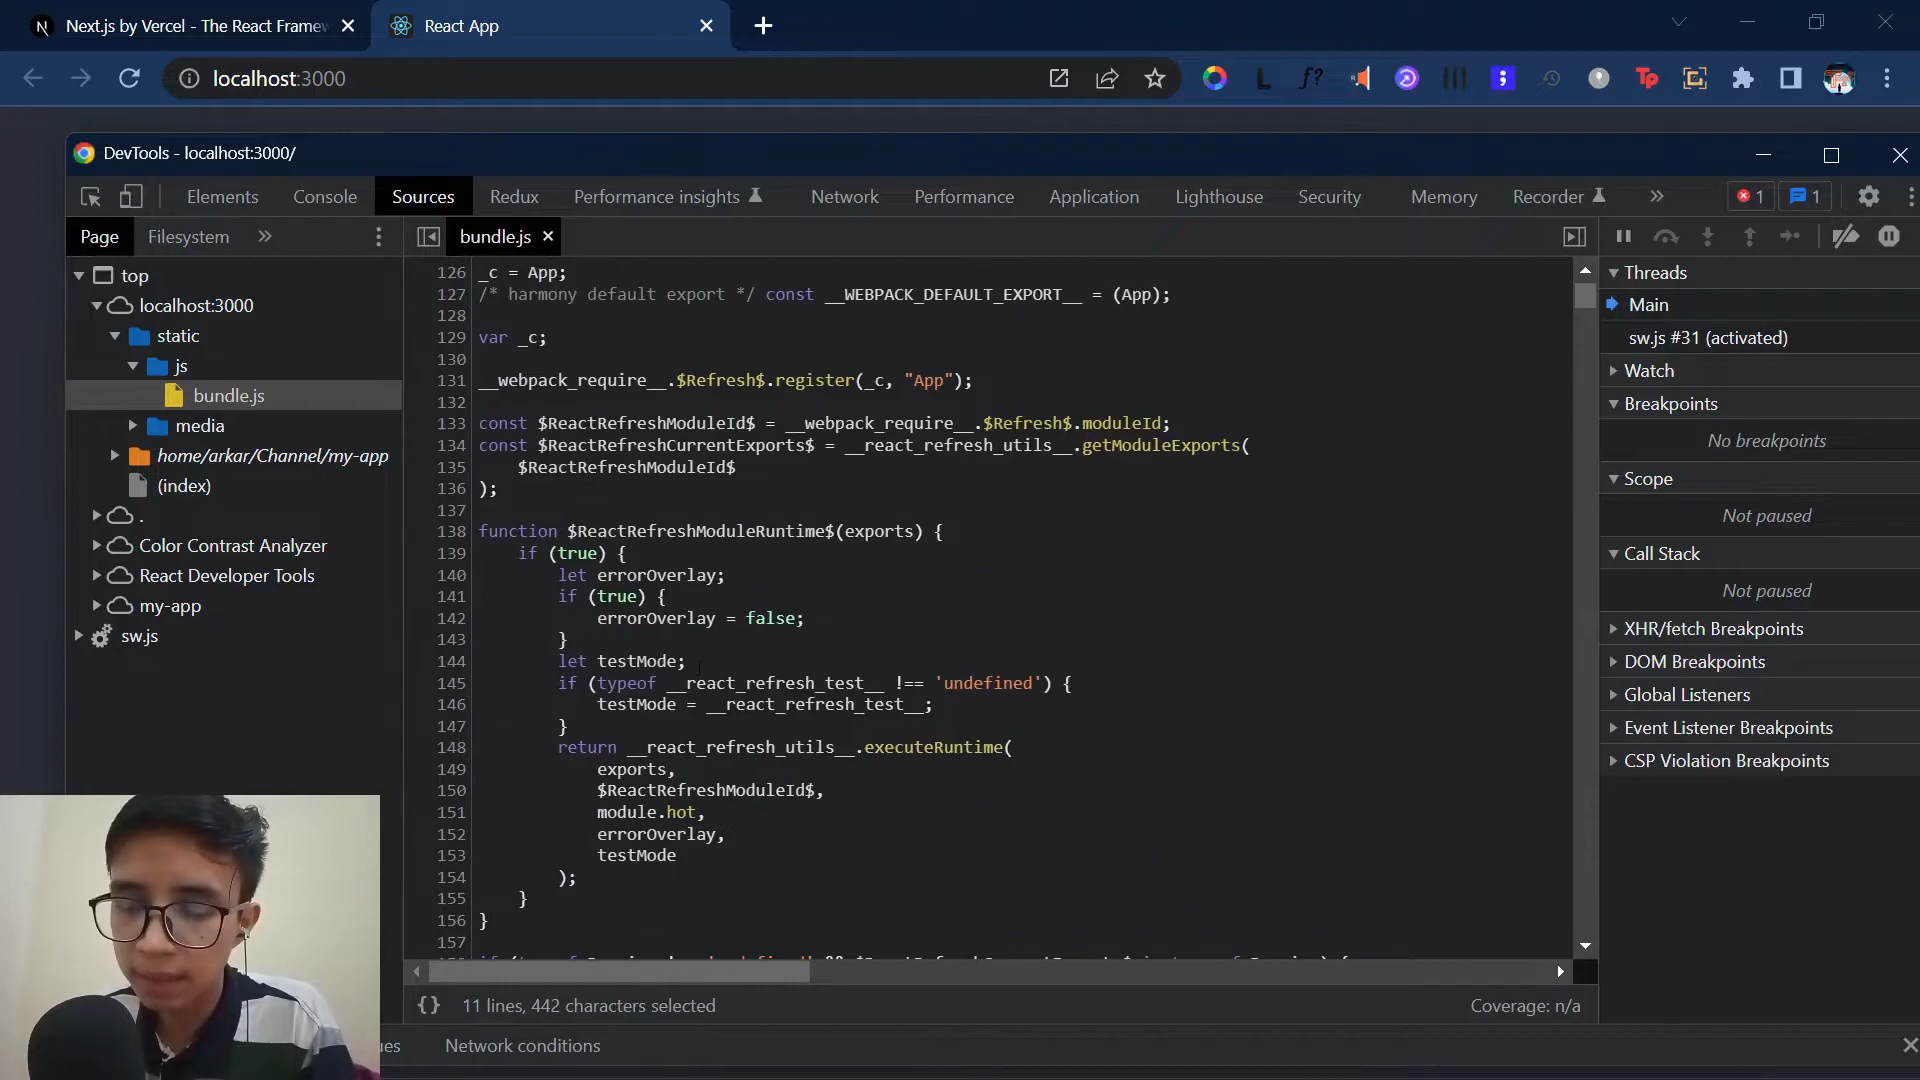 Next.js by Vercel - The React Framew
React App
localhost:3000
DevTools - localhost:3000/
Elements
Console
Sources
Redux
Performance insights
Network
Performance
Application
Lighthouse
Security
Memory
Recorder
1
1
Page
Filesystem
bundle.js
top
localhost:3000
static
js
bundle.js
media
home/arkar/Channel/my-app
(index)
.
Color Contrast Analyzer
React Developer Tools
my-app
sw.js
126 _c = App;
127 /* harmony default export */ const __WEBPACK_DEFAULT_EXPORT__ = (App);
128
129 var _c;
130
131 __webpack_require__.$Refresh$.register(_c, "App");
132
133 const $ReactRefreshModuleId$ = __webpack_require__.$Refresh$.moduleId;
134 const $ReactRefreshCurrentExports$ = __react_refresh_utils__.getModuleExports(
135 $ReactRefreshModuleId$
136 );
137
138 function $ReactRefreshModuleRuntime$(exports) {
139 if (true) {
140 let errorOverlay;
141 if (true) {
142 errorOverlay = false;
143 }
144 let testMode;
145 if (typeof __react_refresh_test__ !== 'undefined') {
146 testMode = __react_refresh_test__;
147 }
148 return __react_refresh_utils__.executeRuntime(
149 exports,
150 $ReactRefreshModuleId$,
151 module.hot,
152 errorOverlay,
153 testMode
154 );
155 }
156 }
157
{} 11 lines, 442 characters selected
Coverage: n/a
Network conditions
Threads
Main
sw.js #31 (activated)
Watch
Breakpoints
No breakpoints
Scope
Not paused
Call Stack
Not paused
XHR/fetch Breakpoints
DOM Breakpoints
Global Listeners
Event Listener Breakpoints
CSP Violation Breakpoints